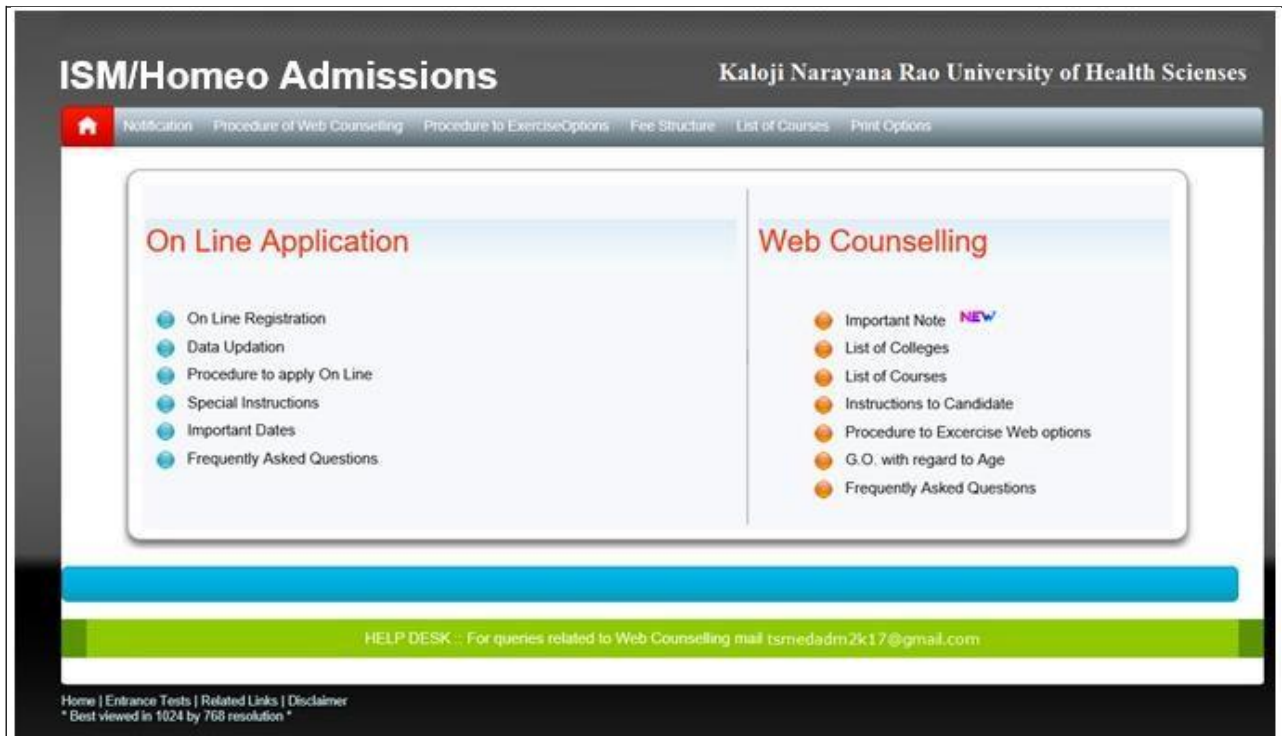 ISM/Homeo Admissions
Kaloji Narayana Rao University of Health Scienses
Notification Procedure of Web Counselling Procedure to ExerciseOptions Fee Structure List of Courses Print Options
On Line Application
On Line Registration
Data Updation
Procedure to apply On Line
Special Instructions
Important Dates
Frequently Asked Questions
Web Counselling
Important Note NEW
List of Colleges
List of Courses
Instructions to Candidate
Procedure to Excercise Web options
G.O. with regard to Age
Frequently Asked Questions
HELP DESK :: For queries related to Web Counselling mail tsmedadm2k17@gmail.com
Home | Entrance Tests | Related Links | Disclaimer
* Best viewed in 1024 by 768 resolution *